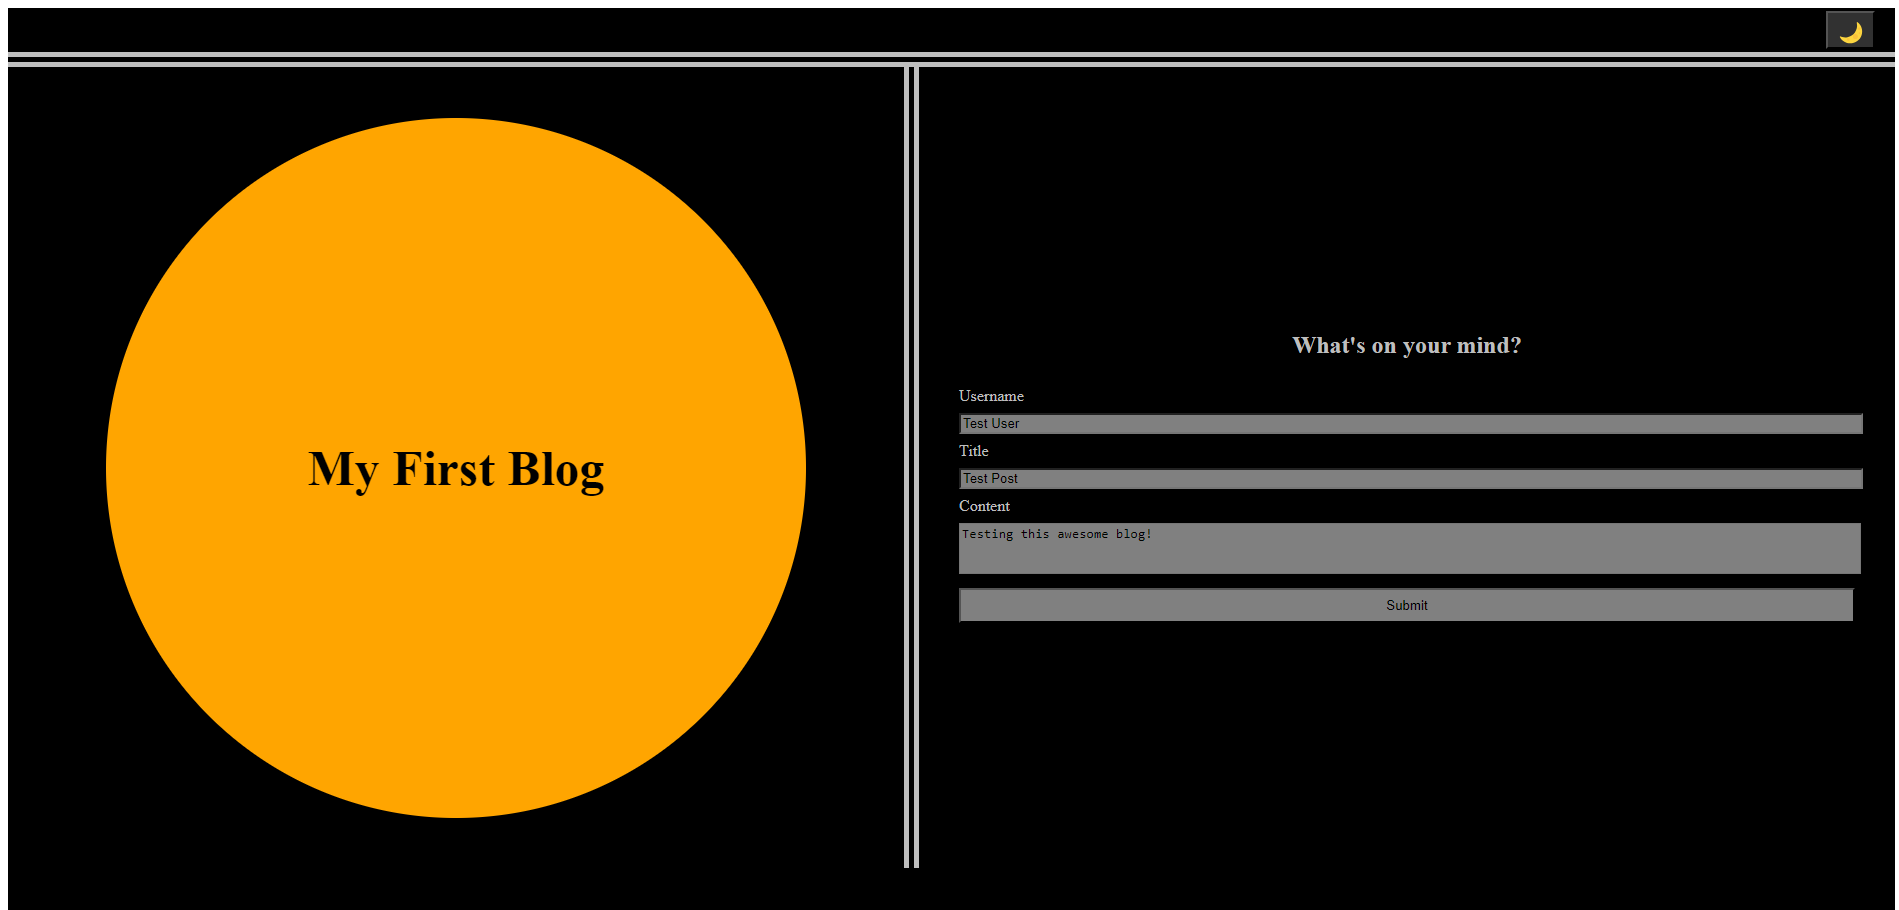 My First Blog
What's on your mind?
Username
Test User
Title
Test Post
Content
Testing this awesome blog!
Submit